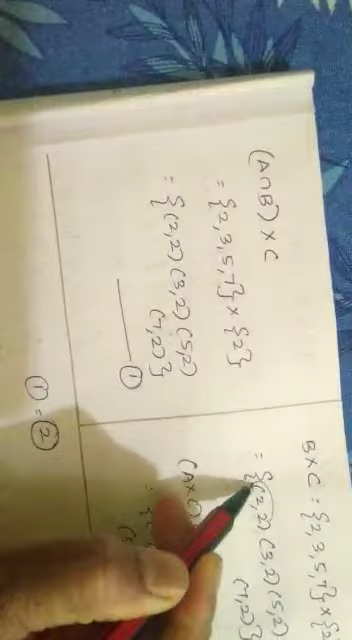 (A∩B) × C
= {2,3,5,7} × {2}
= {(2,2) (3,2) (5,2)
(7,2)}
①
B×C = {2,3,5,7} × {2
= {(2,2) (3,2) (5,2)
(7,2)}
(A×C)
① = ②